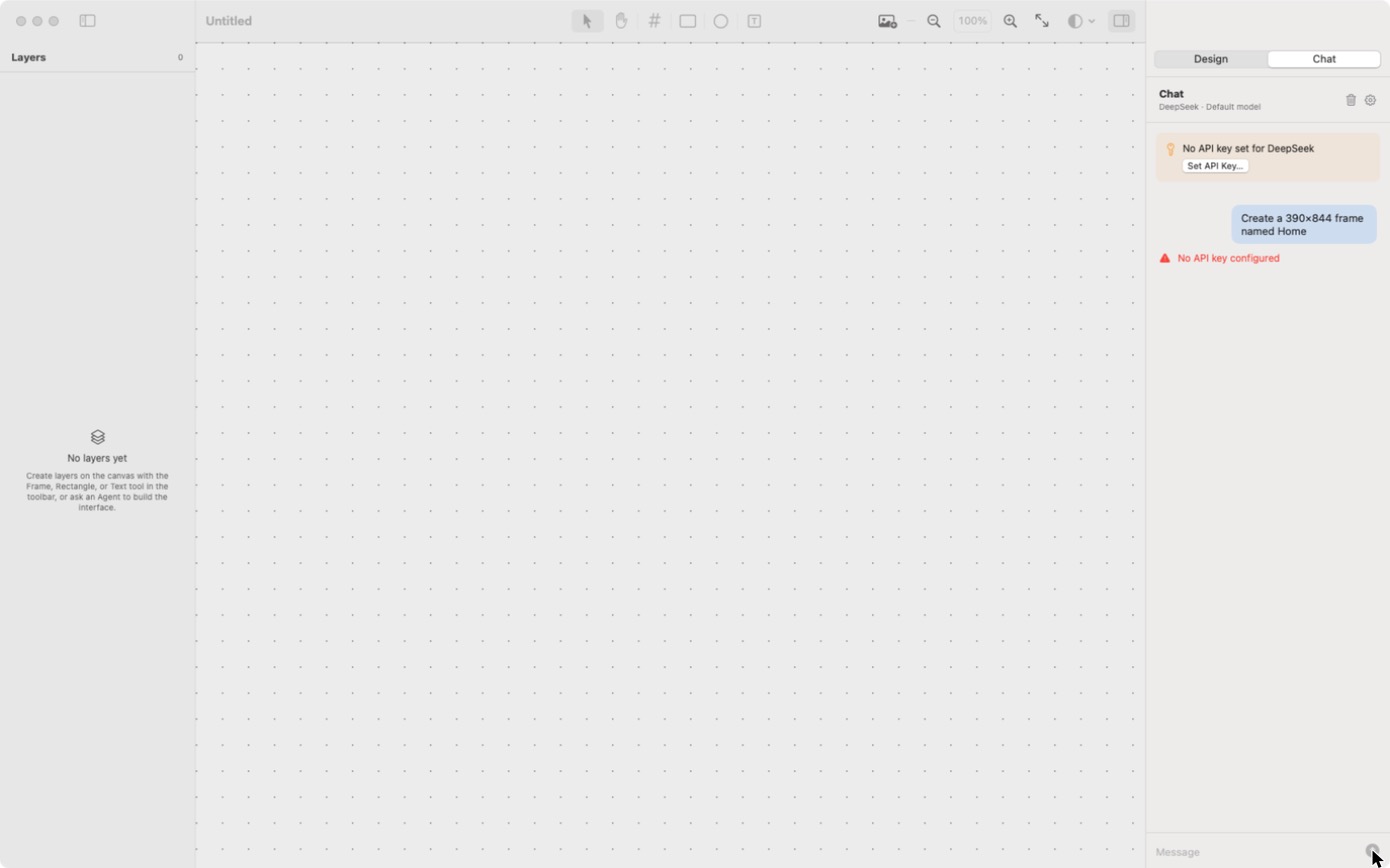 Untitled
100%
Layers
0
No layers yet
Create layers on the canvas with the
Frame, Rectangle, or Text tool in the
toolbar, or ask an Agent to build the
interface.
Design
Chat
Chat
DeepSeek · Default model
No API key set for DeepSeek
Set API Key...
Create a 390×844 frame
named Home
No API key configured
Message